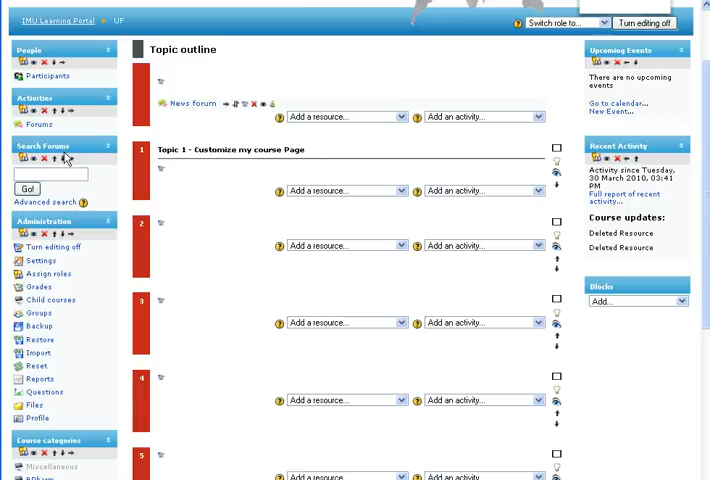 IMU Learning Portal ► UF
Switch role to...
Turn editing off
People
Participants
Activities
Forums
Search Forums
Go!
Advanced search
Administration
Turn editing off
Settings
Assign roles
Grades
Child courses
Groups
Backup
Restore
Import
Reset
Reports
Questions
Files
Profile
Course categories
Miscellaneous
BPharm
Topic outline
News forum
Add a resource... Add an activity...
1 Topic 1 - Customize my course Page
Add a resource... Add an activity...
2
Add a resource... Add an activity...
3
Add a resource... Add an activity...
4
Add a resource... Add an activity...
5
Add a resource... Add an activity...
Upcoming Events
There are no upcoming
events
Go to calendar...
New Event...
Recent Activity
Activity since Tuesday,
30 March 2010, 03:41
PM
Full report of recent
activity...
Course updates:
Deleted Resource
Deleted Resource
Blocks
Add...